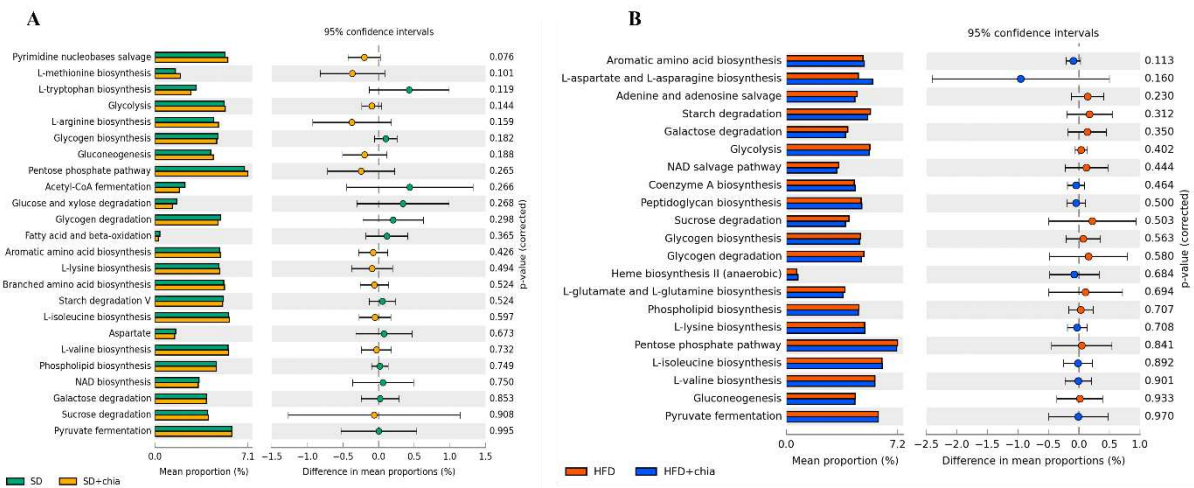 A
95% confidence intervals
Pyrimidine nucleobases salvage 0.076
L-methionine biosynthesis 0.101
L-tryptophan biosynthesis 0.119
Glycolysis 0.144
L-arginine biosynthesis 0.159
Glycogen biosynthesis 0.182
Gluconeogenesis 0.188
Pentose phosphate pathway 0.265
Acetyl-CoA fermentation 0.266
Glucose and xylose degradation 0.268
Glycogen degradation 0.298
Fatty acid and beta-oxidation 0.365
Aromatic amino acid biosynthesis 0.426
L-lysine biosynthesis 0.494
Branched amino acid biosynthesis 0.524
Starch degradation V 0.524
L-isoleucine biosynthesis 0.597
Aspartate 0.673
L-valine biosynthesis 0.732
Phospholipid biosynthesis 0.749
NAD biosynthesis 0.750
Galactose degradation 0.853
Sucrose degradation 0.908
Pyruvate fermentation 0.995
p-value (corrected)
0.0 7.1 -1.5 -1.0 -0.5 0.0 0.5 1.0 1.5
Mean proportion (%) Difference in mean proportions (%)
SD SD+chia
B
95% confidence intervals
Aromatic amino acid biosynthesis 0.113
L-aspartate and L-asparagine biosynthesis 0.160
Adenine and adenosine salvage 0.230
Starch degradation 0.312
Galactose degradation 0.350
Glycolysis 0.402
NAD salvage pathway 0.444
Coenzyme A biosynthesis 0.464
Peptidoglycan biosynthesis 0.500
Sucrose degradation 0.503
Glycogen biosynthesis 0.563
Glycogen degradation 0.580
Heme biosynthesis II (anaerobic) 0.684
L-glutamate and L-glutamine biosynthesis 0.694
Phospholipid biosynthesis 0.707
L-lysine biosynthesis 0.708
Pentose phosphate pathway 0.841
L-isoleucine biosynthesis 0.892
L-valine biosynthesis 0.901
Gluconeogenesis 0.933
Pyruvate fermentation 0.970
p-value (corrected)
0.0 7.2 −2.5 −2.0 −1.5 −1.0 −0.5 0.0 0.5 1.0
Mean proportion (%) Difference in mean proportions (%)
HFD HFD+chia